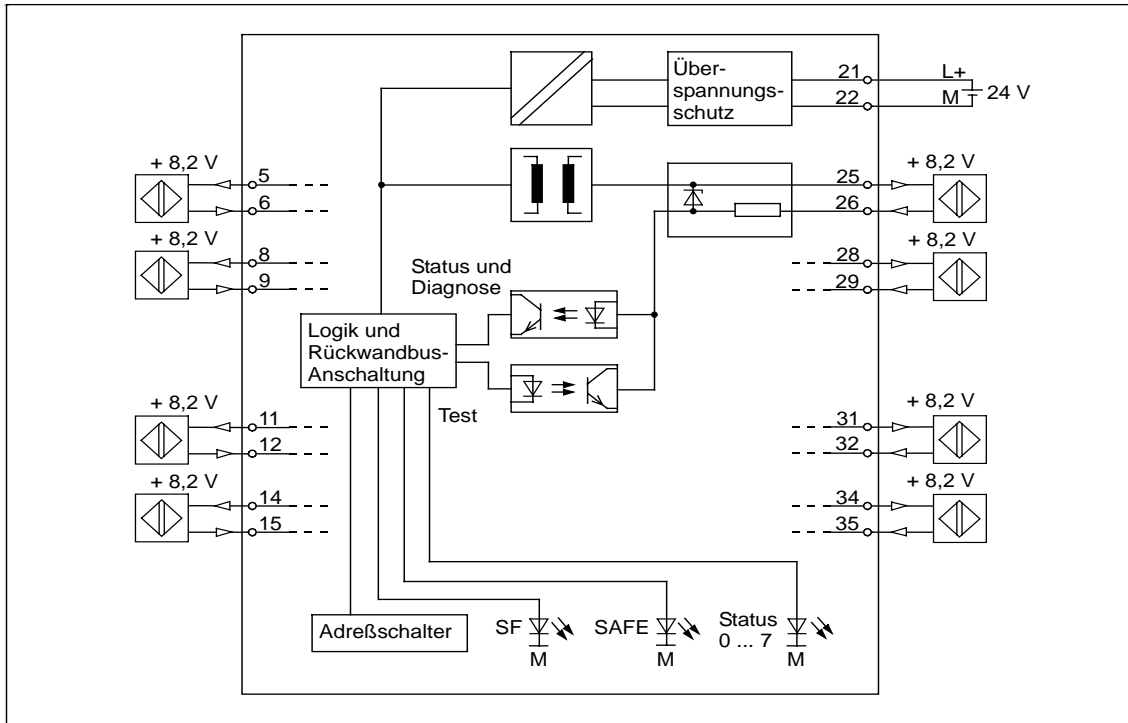 Über-
spannungs-
schutz
21
22
L+
M
24 V
+ 8,2 V
5
6
+ 8,2 V
8
9
25
26
+ 8,2 V
28
29
+ 8,2 V
Status und
Diagnose
Logik und
Rückwandbus-
Anschaltung
Test
+ 8,2 V
11
12
+ 8,2 V
14
15
31
32
+ 8,2 V
34
35
+ 8,2 V
Adreßschalter
SF
M
SAFE
M
Status
0 ... 7
M